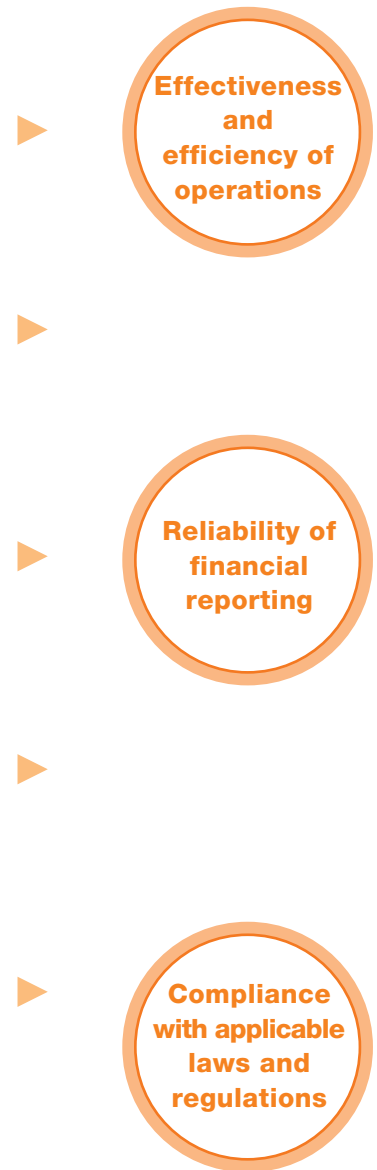 Effectiveness
and
efficiency of
operations
Reliability of
financial
reporting
Compliance
with applicable
laws and
regulations